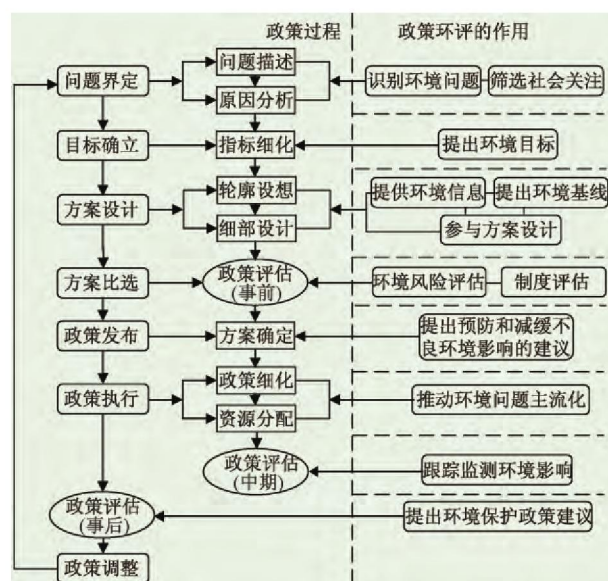 政策过程
政策环评的作用
问题界定
问题描述
原因分析
识别环境问题
筛选社会关注
目标确立
指标细化
提出环境目标
方案设计
轮廓设想
细部设计
提供环境信息
提出环境基线
参与方案设计
方案比选
政策评估
(事前)
环境风险评估
制度评估
政策发布
方案确定
提出预防和减缓不
良环境影响的建议
政策执行
政策细化
资源分配
推动环境问题主流化
政策评估
(中期)
跟踪监测环境影响
政策评估
(事后)
提出环境保护政策建议
政策调整